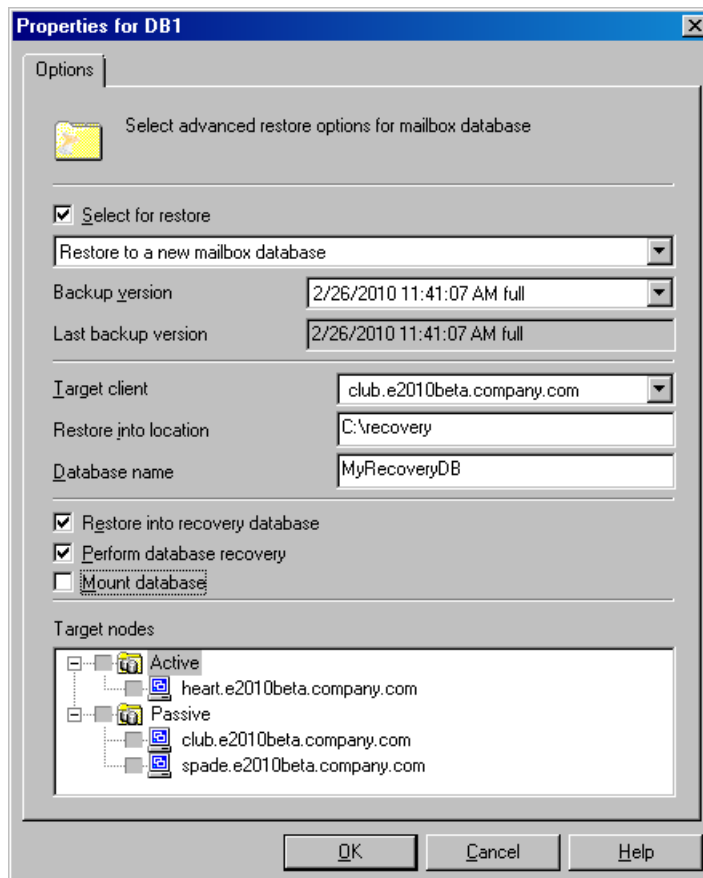 Properties for DB1
Options
Select advanced restore options for mailbox database
Select for restore
Restore to a new mailbox database
Backup version 2/26/2010 11:41:07 AM full
Last backup version 2/26/2010 11:41:07 AM full
Target client club.e2010beta.company.com
Restore into location C:\recovery
Database name MyRecoveryDB
Restore into recovery database
Perform database recovery
Mount database
Target nodes
Active
heart.e2010beta.company.com
Passive
club.e2010beta.company.com
spade.e2010beta.company.com
OK Cancel Help